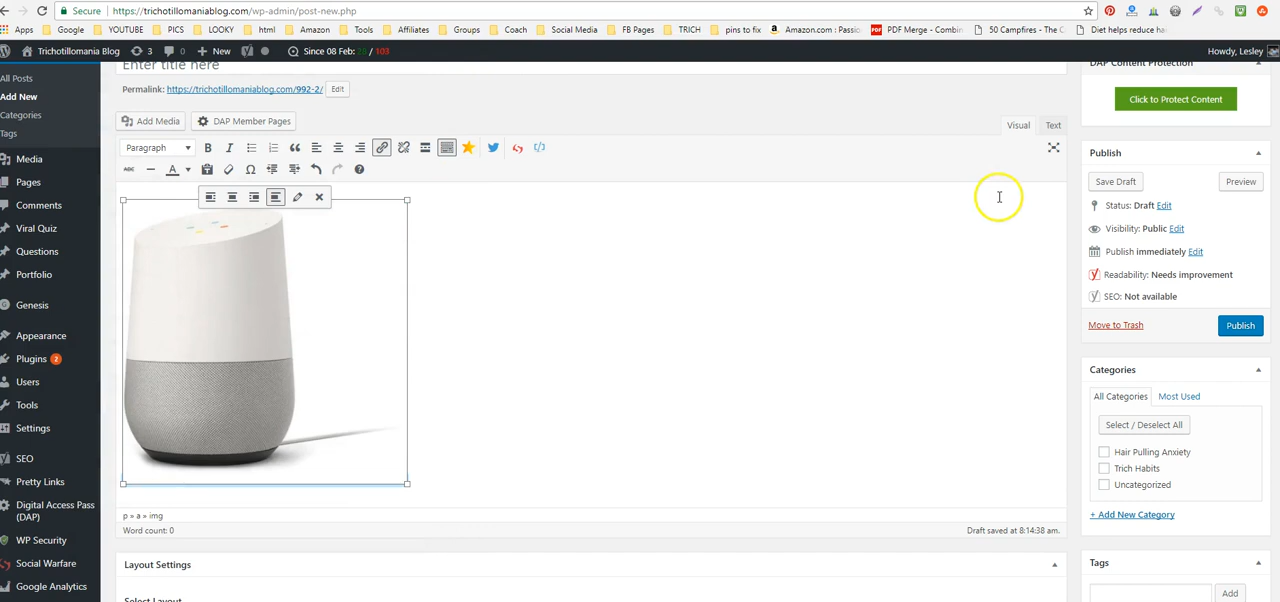 Secure
https://trichotillomaniablog.com/wp-admin/post-new.php
Apps Google YOUTUBE PICS LOOKY html Amazon Tools Affiliates Groups Coach Social Media FB Pages TRICH pins to fix Amazon.com : Passio PDF Merge - Combin 50 Campfires - The C Diet helps reduce ha
Trichotillomania Blog 3 0 + New Since 08 Feb: 28 / 103 Howdy, Lesley
All Posts
Add New
Categories
Tags
Media
Pages
Comments
Viral Quiz
Questions
Portfolio
Genesis
Appearance
Plugins 2
Users
Tools
Settings
SEO
Pretty Links
Digital Access Pass
(DAP)
WP Security
Social Warfare
Google Analytics
Enter title here
Permalink: https://trichotillomaniablog.com/992-2/ Edit
Add Media DAP Member Pages
Visual Text
Paragraph B I
ABC A
p » a » img
Word count: 0 Draft saved at 8:14:38 am.
Layout Settings
Select Layout
DAP Content Protection
Click to Protect Content
Publish
Save Draft Preview
Status: Draft Edit
Visibility: Public Edit
Publish immediately Edit
Readability: Needs improvement
SEO: Not available
Move to Trash Publish
Categories
All Categories Most Used
Select / Deselect All
Hair Pulling Anxiety
Trich Habits
Uncategorized
+ Add New Category
Tags
Add